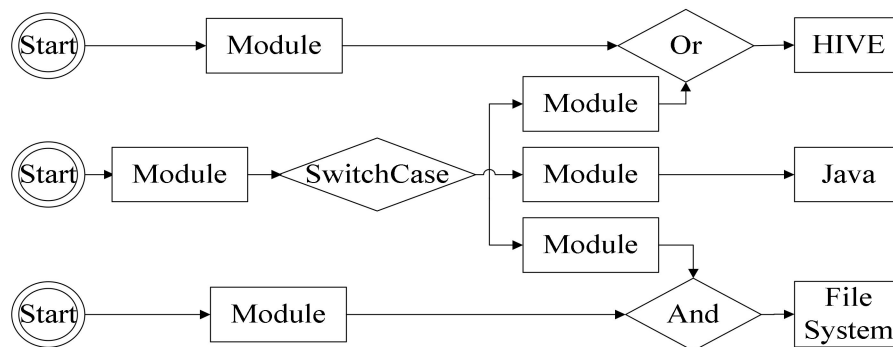 Start
Module
Or
HIVE
Module
Start
Module
SwitchCase
Module
Java
Module
Start
Module
And
File
System